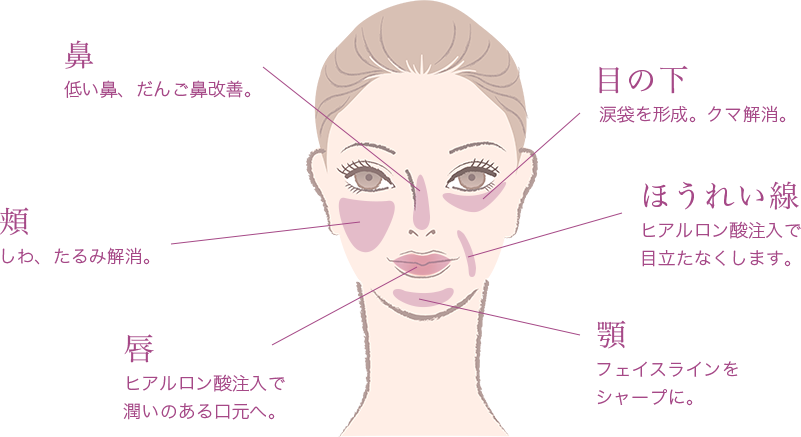 鼻
低い鼻、だんご鼻改善。
目の下
涙袋を形成。クマ解消。
頬
しわ、たるみ解消。
ほうれい線
ヒアルロン酸注入で
目立たなくします。
唇
ヒアルロン酸注入で
潤いのある口元へ。
顎
フェイスラインを
シャープに。